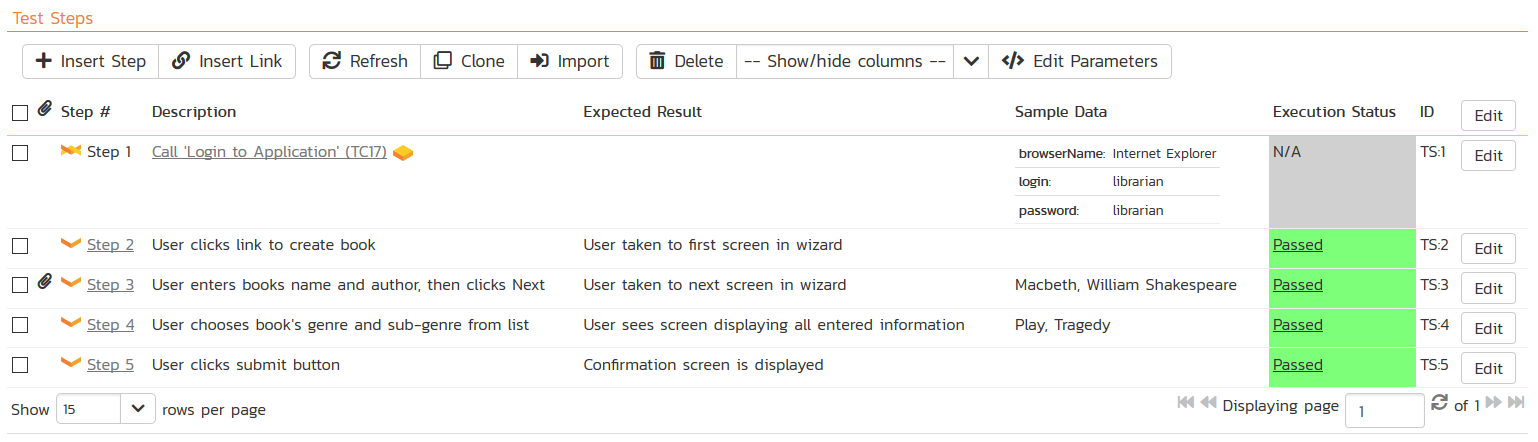 Test Steps
Insert Step Insert Link Refresh Clone Import Delete -- Show/hide columns -- Edit Parameters
Step # Description Expected Result Sample Data Execution Status ID Edit
Step 1 Call 'Login to Application' (TC17) browserName: Internet Explorer N/A TS:1 Edit
login: librarian
password: librarian
Step 2 User clicks link to create book User taken to first screen in wizard Passed TS:2 Edit
Step 3 User enters books name and author, then clicks Next User taken to next screen in wizard Macbeth, William Shakespeare Passed TS:3 Edit
Step 4 User chooses book's genre and sub-genre from list User sees screen displaying all entered information Play, Tragedy Passed TS:4 Edit
Step 5 User clicks submit button Confirmation screen is displayed Passed TS:5 Edit
Show 15 rows per page Displaying page 1 of 1